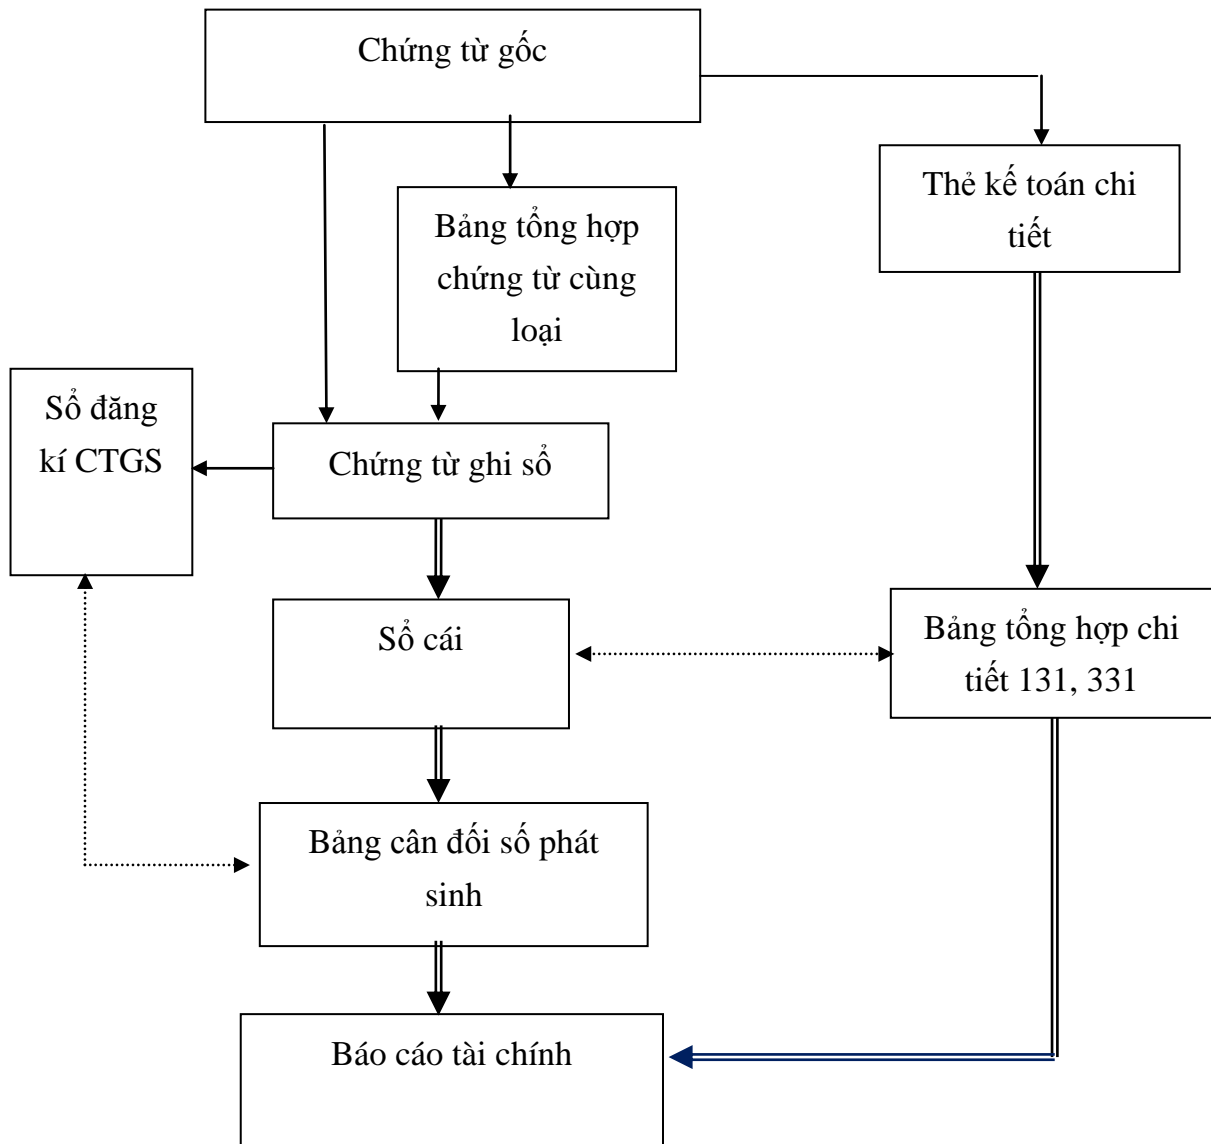 Chứng từ gốc
Thẻ kế toán chi
tiết
Bảng tổng hợp
chứng từ cùng
loại
Sổ đăng
kí CTGS
Chứng từ ghi sổ
Sổ cái
Bảng tổng hợp chi
tiết 131, 331
Bảng cân đối số phát
sinh
Báo cáo tài chính